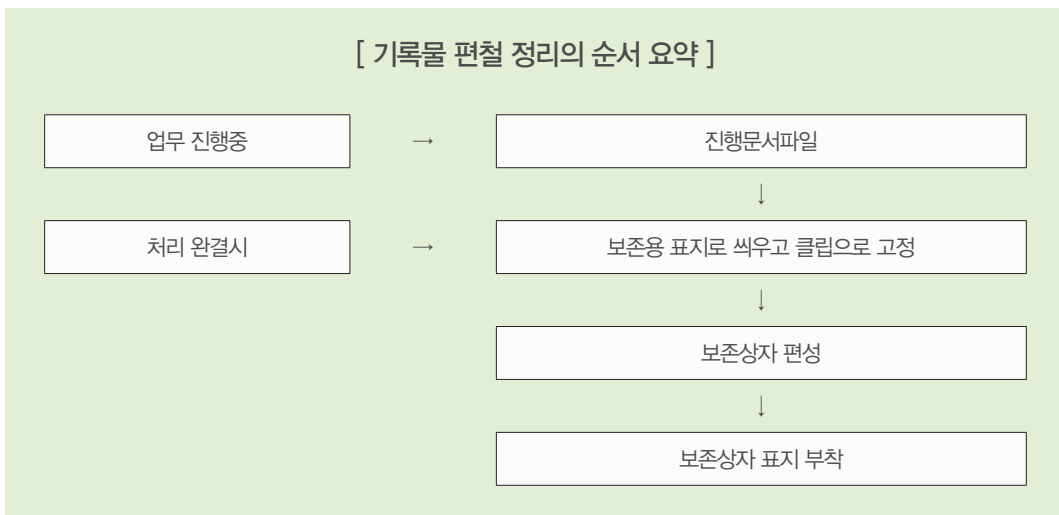 [ 기록물 편철 정리의 순서 요약 ]
업무 진행중 → 진행문서파일
↓
처리 완결시 → 보존용 표지로 씌우고 클립으로 고정
↓
보존상자 편성
↓
보존상자 표지 부착